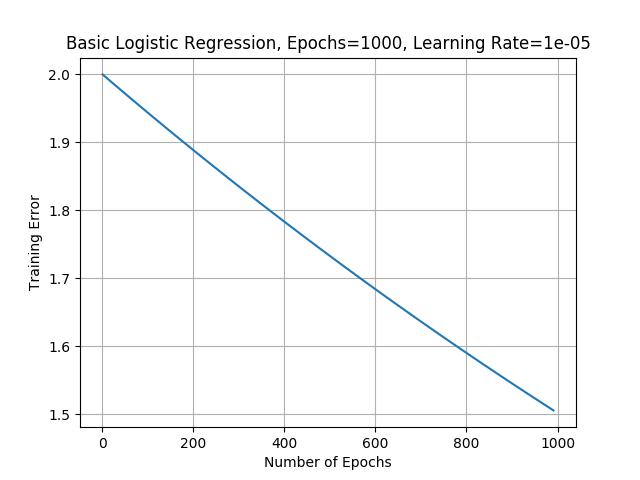 Basic Logistic Regression, Epochs=1000, Learning Rate=1e-05
2.0
1.9
1.8
1.7
1.6
1.5
Training Error
0 200 400 600 800 1000
Number of Epochs